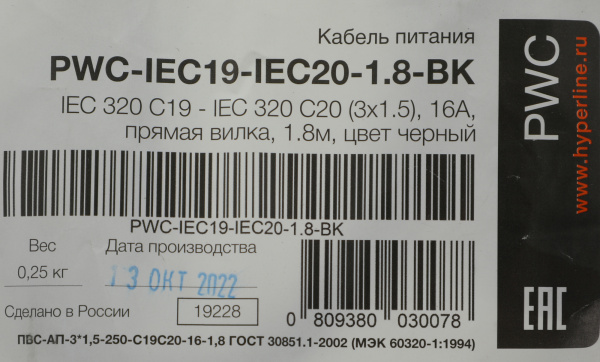 Кабель питания
PWC-IEC19-IEC20-1.8-BK
IEC 320 C19 - IEC 320 C20 (3x1.5), 16A,
прямая вилка, 1.8м, цвет черный
PWC-IEC19-IEC20-1.8-BK
Вес
Дата производства
0,25 кг
13 ОКТ 2022
Сделано в России
19228
0 809380 030078
ПВС-АП-3*1,5-250-C19C20-16-1,8 ГОСТ 30851.1-2002 (МЭК 60320-1:1994)
PWC
www.hyperline.ru
EAC